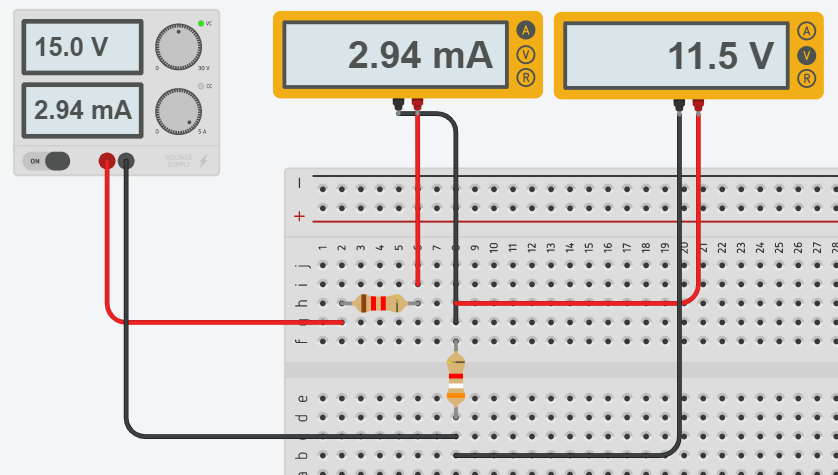 15.0 V
2.94 mA
0 30 V
VC
0 5 A
CC
ON
VOLTAGE
SUPPLY
2.94 mA
A
V
R
11.5 V
A
V
R
−
+
1 2 3 4 5 6 7 8 9 10 11 12 13 14 15 16 17 18 19 20 21 22 23 24 25 26 27 28
j
i
h
g
f
e
d
c
b
a